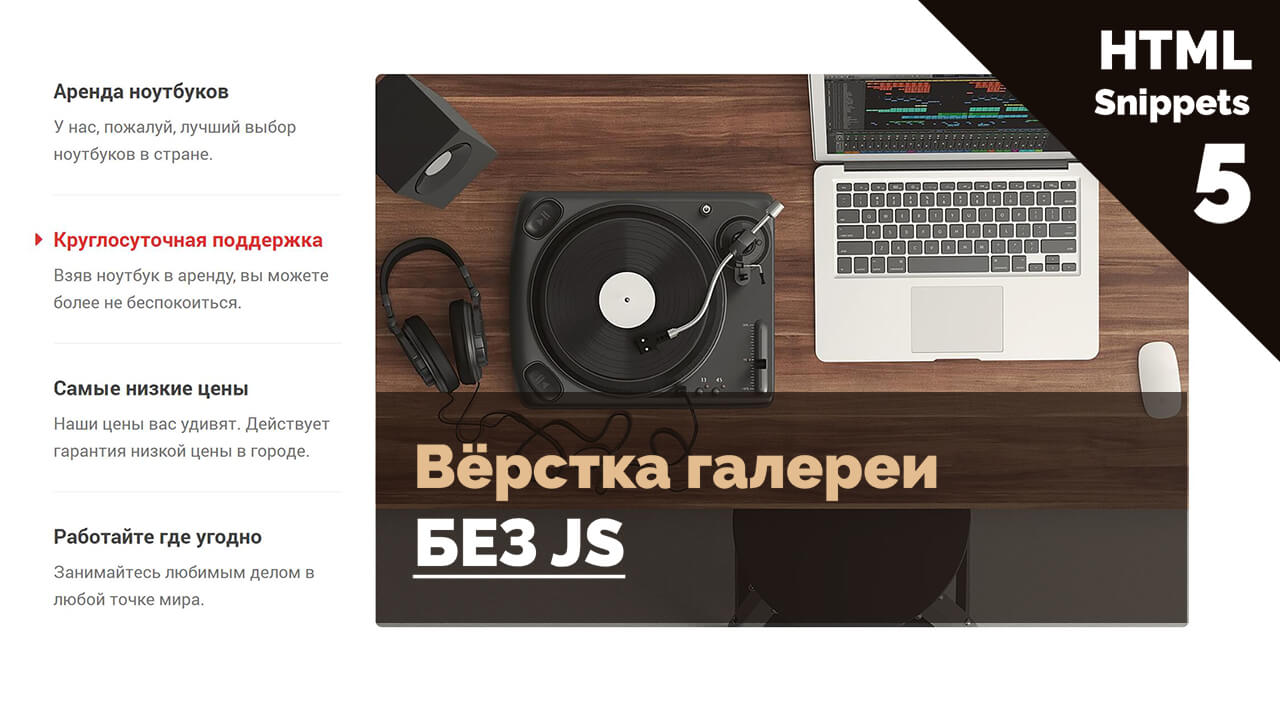 Аренда ноутбуков
У нас, пожалуй, лучший выбор
ноутбуков в стране.
Круглосуточная поддержка
Взяв ноутбук в аренду, вы можете
более не беспокоиться.
Самые низкие цены
Наши цены вас удивят. Действует
гарантия низкой цены в городе.
Работайте где угодно
Занимайтесь любимым делом в
любой точке мира.
HTML
Snippets
5
Вёрстка галереи
БЕЗ JS
33 45